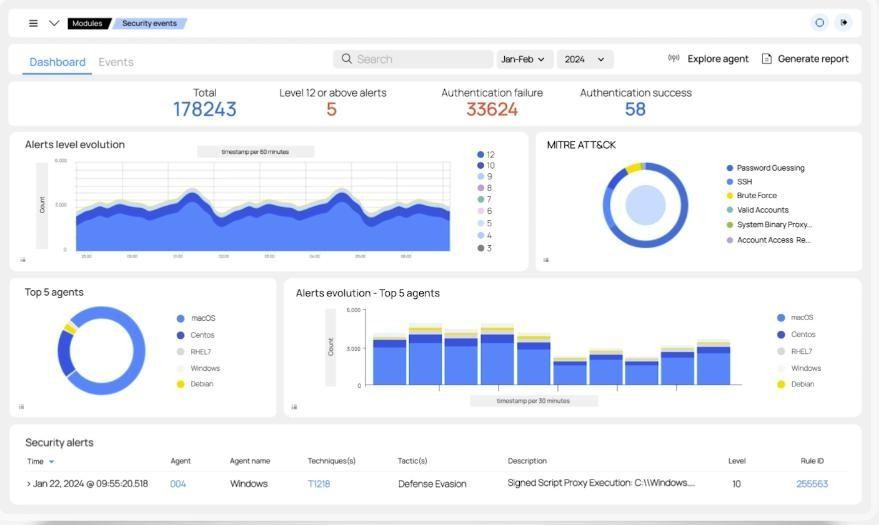 Modules Security events
Dashboard Events Search Jan-Feb 2024 Explore agent Generate report
Total Level 12 or above alerts Authentication failure Authentication success
178243 5 33624 58
Alerts level evolution
timestamp per 60 minutes
Count
6,000
3,000
0
12
10
9
8
7
6
5
4
3
MITRE ATT&CK
Password Guessing
SSH
Brute Force
Valid Accounts
System Binary Proxy...
Account Access Re...
Top 5 agents
macOS
Centos
RHEL7
Windows
Debian
Alerts evolution - Top 5 agents
Count
6,000
3,000
0
timestamp per 30 minutes
macOS
Centos
RHEL7
Windows
Debian
Security alerts
Time Agent Agent name Techniques(s) Tactic(s) Description Level Rule ID
> Jan 22, 2024 @ 09:55:20.518 004 Windows T1218 Defense Evasion Signed Script Proxy Execution: C:\\Windows.... 10 255563